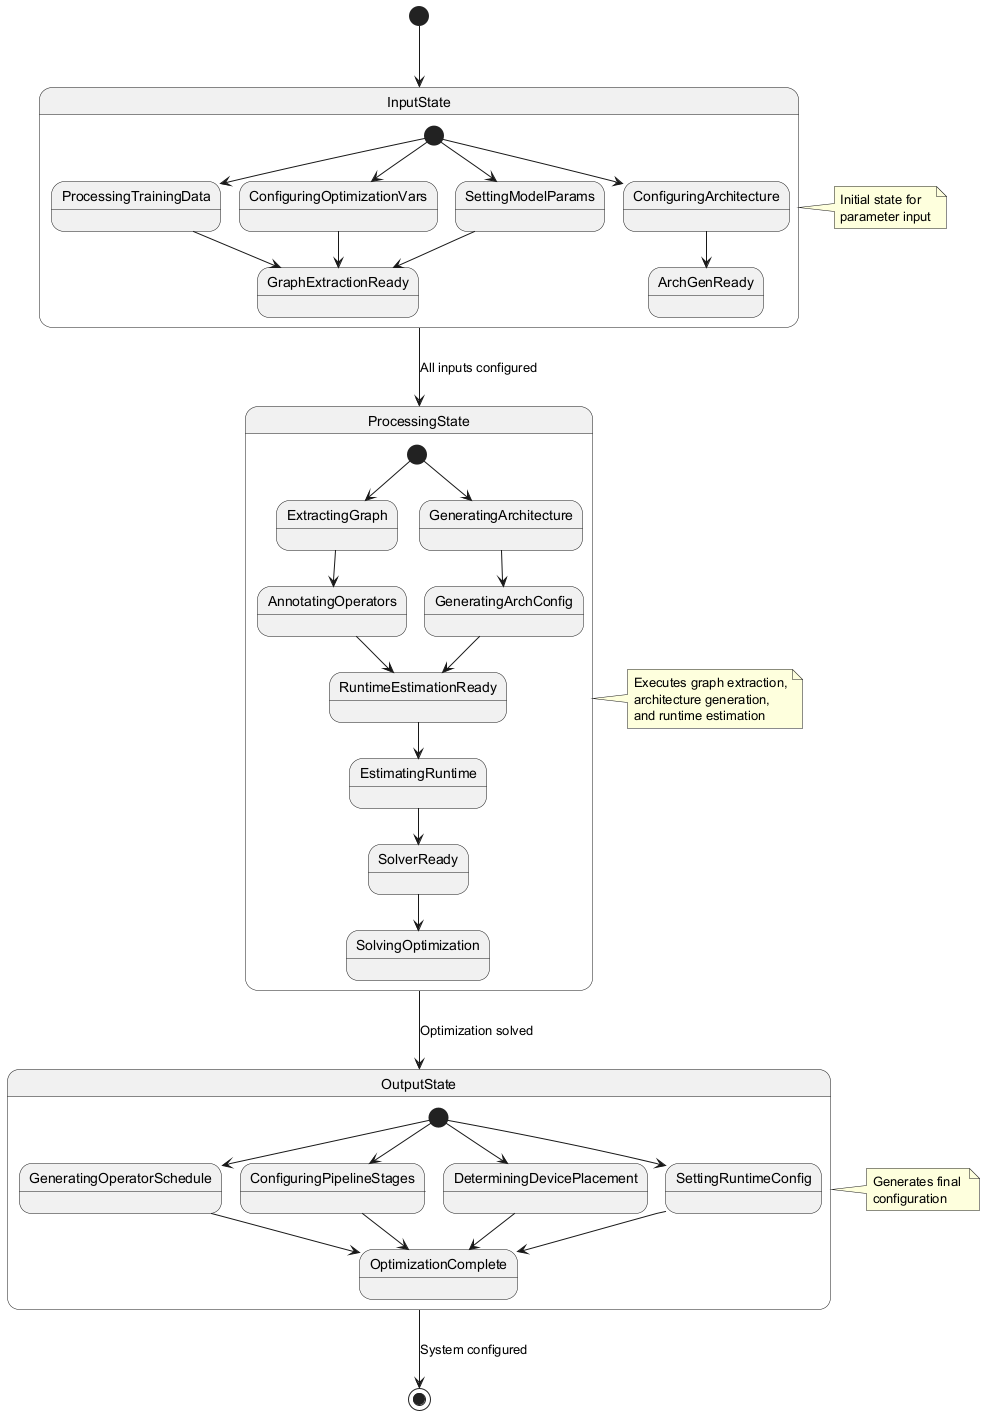 InputState
ProcessingTrainingData
ConfiguringOptimizationVars
SettingModelParams
ConfiguringArchitecture
Initial state for
parameter input
GraphExtractionReady
ArchGenReady
All inputs configured
ProcessingState
ExtractingGraph
GeneratingArchitecture
AnnotatingOperators
GeneratingArchConfig
RuntimeEstimationReady
Executes graph extraction,
architecture generation,
and runtime estimation
EstimatingRuntime
SolverReady
SolvingOptimization
Optimization solved
OutputState
GeneratingOperatorSchedule
ConfiguringPipelineStages
DeterminingDevicePlacement
SettingRuntimeConfig
Generates final
configuration
OptimizationComplete
System configured